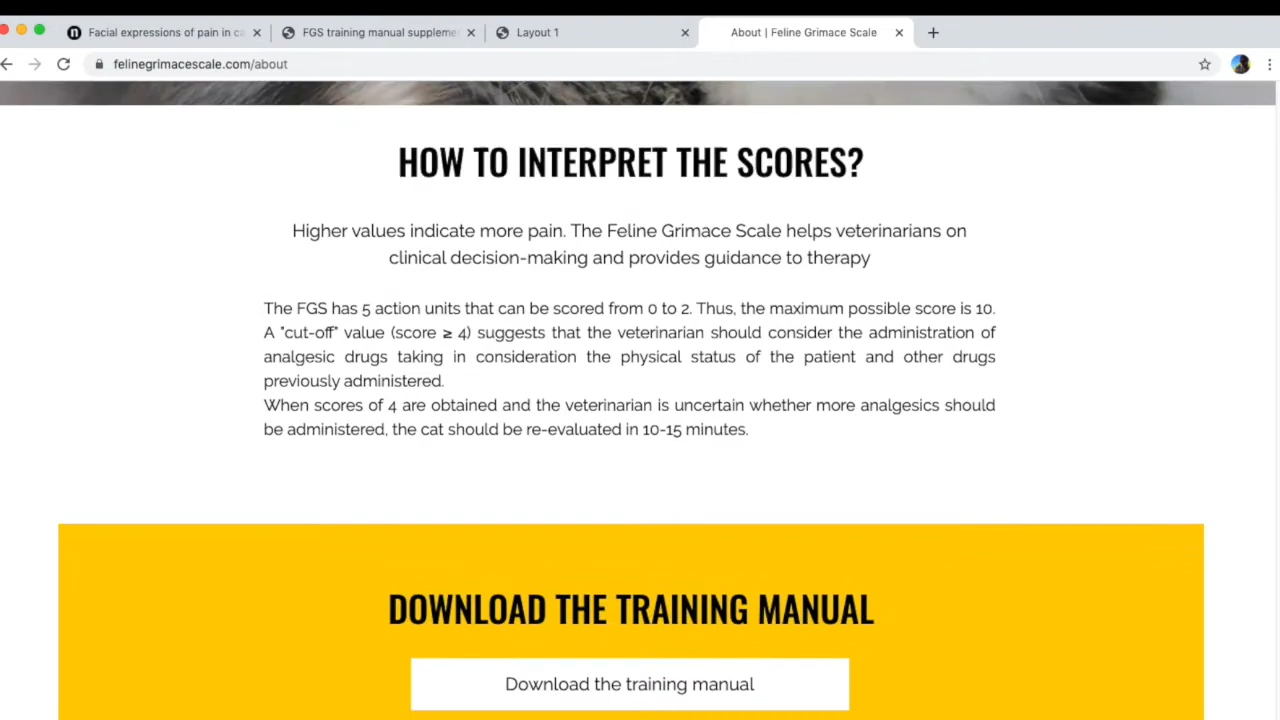 Facial expressions of pain in ca
FGS training manual suppleme
Layout 1
About | Feline Grimace Scale
felinegrimacescale.com/about
HOW TO INTERPRET THE SCORES?
Higher values indicate more pain. The Feline Grimace Scale helps veterinarians on
clinical decision-making and provides guidance to therapy
The FGS has 5 action units that can be scored from 0 to 2. Thus, the maximum possible score is 10.
A "cut-off" value (score ≥ 4) suggests that the veterinarian should consider the administration of
analgesic drugs taking in consideration the physical status of the patient and other drugs
previously administered.
When scores of 4 are obtained and the veterinarian is uncertain whether more analgesics should
be administered, the cat should be re-evaluated in 10-15 minutes.
DOWNLOAD THE TRAINING MANUAL
Download the training manual